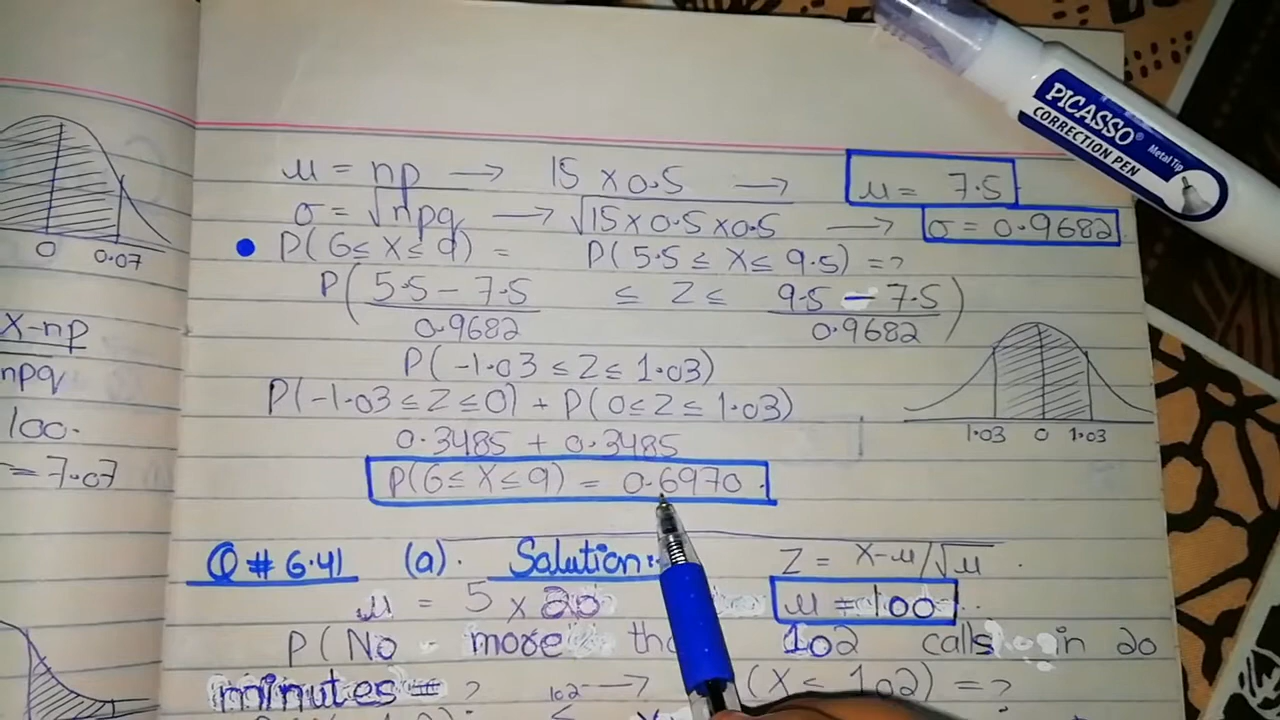 μ = np → 15 × 0.5 → μ = 7.5
σ = √npq → √15×0.5×0.5 → σ = 0.9682
• P(6 ≤ X ≤ 9) = P(5.5 ≤ X ≤ 9.5) = ?
P(5.5 - 7.5 / 0.9682 ≤ Z ≤ 9.5 - 7.5 / 0.9682)
P(-1.03 ≤ Z ≤ 1.03)
P(-1.03 ≤ Z ≤ 0) + P(0 ≤ Z ≤ 1.03)
0.3485 + 0.3485
P(6 ≤ X ≤ 9) = 0.6970.
1.03 0 1.03
Q # 6.41 (a). Solution:- Z = X-μ/√μ.
μ = 5 × 20 μ = 100
P(No more 102 calls in 20
minutes = ? (X ≤ 102) = ?
0 0.07
X-np
npq
100.
= 7.07
PICASSO
CORRECTION PEN
Metal Tip